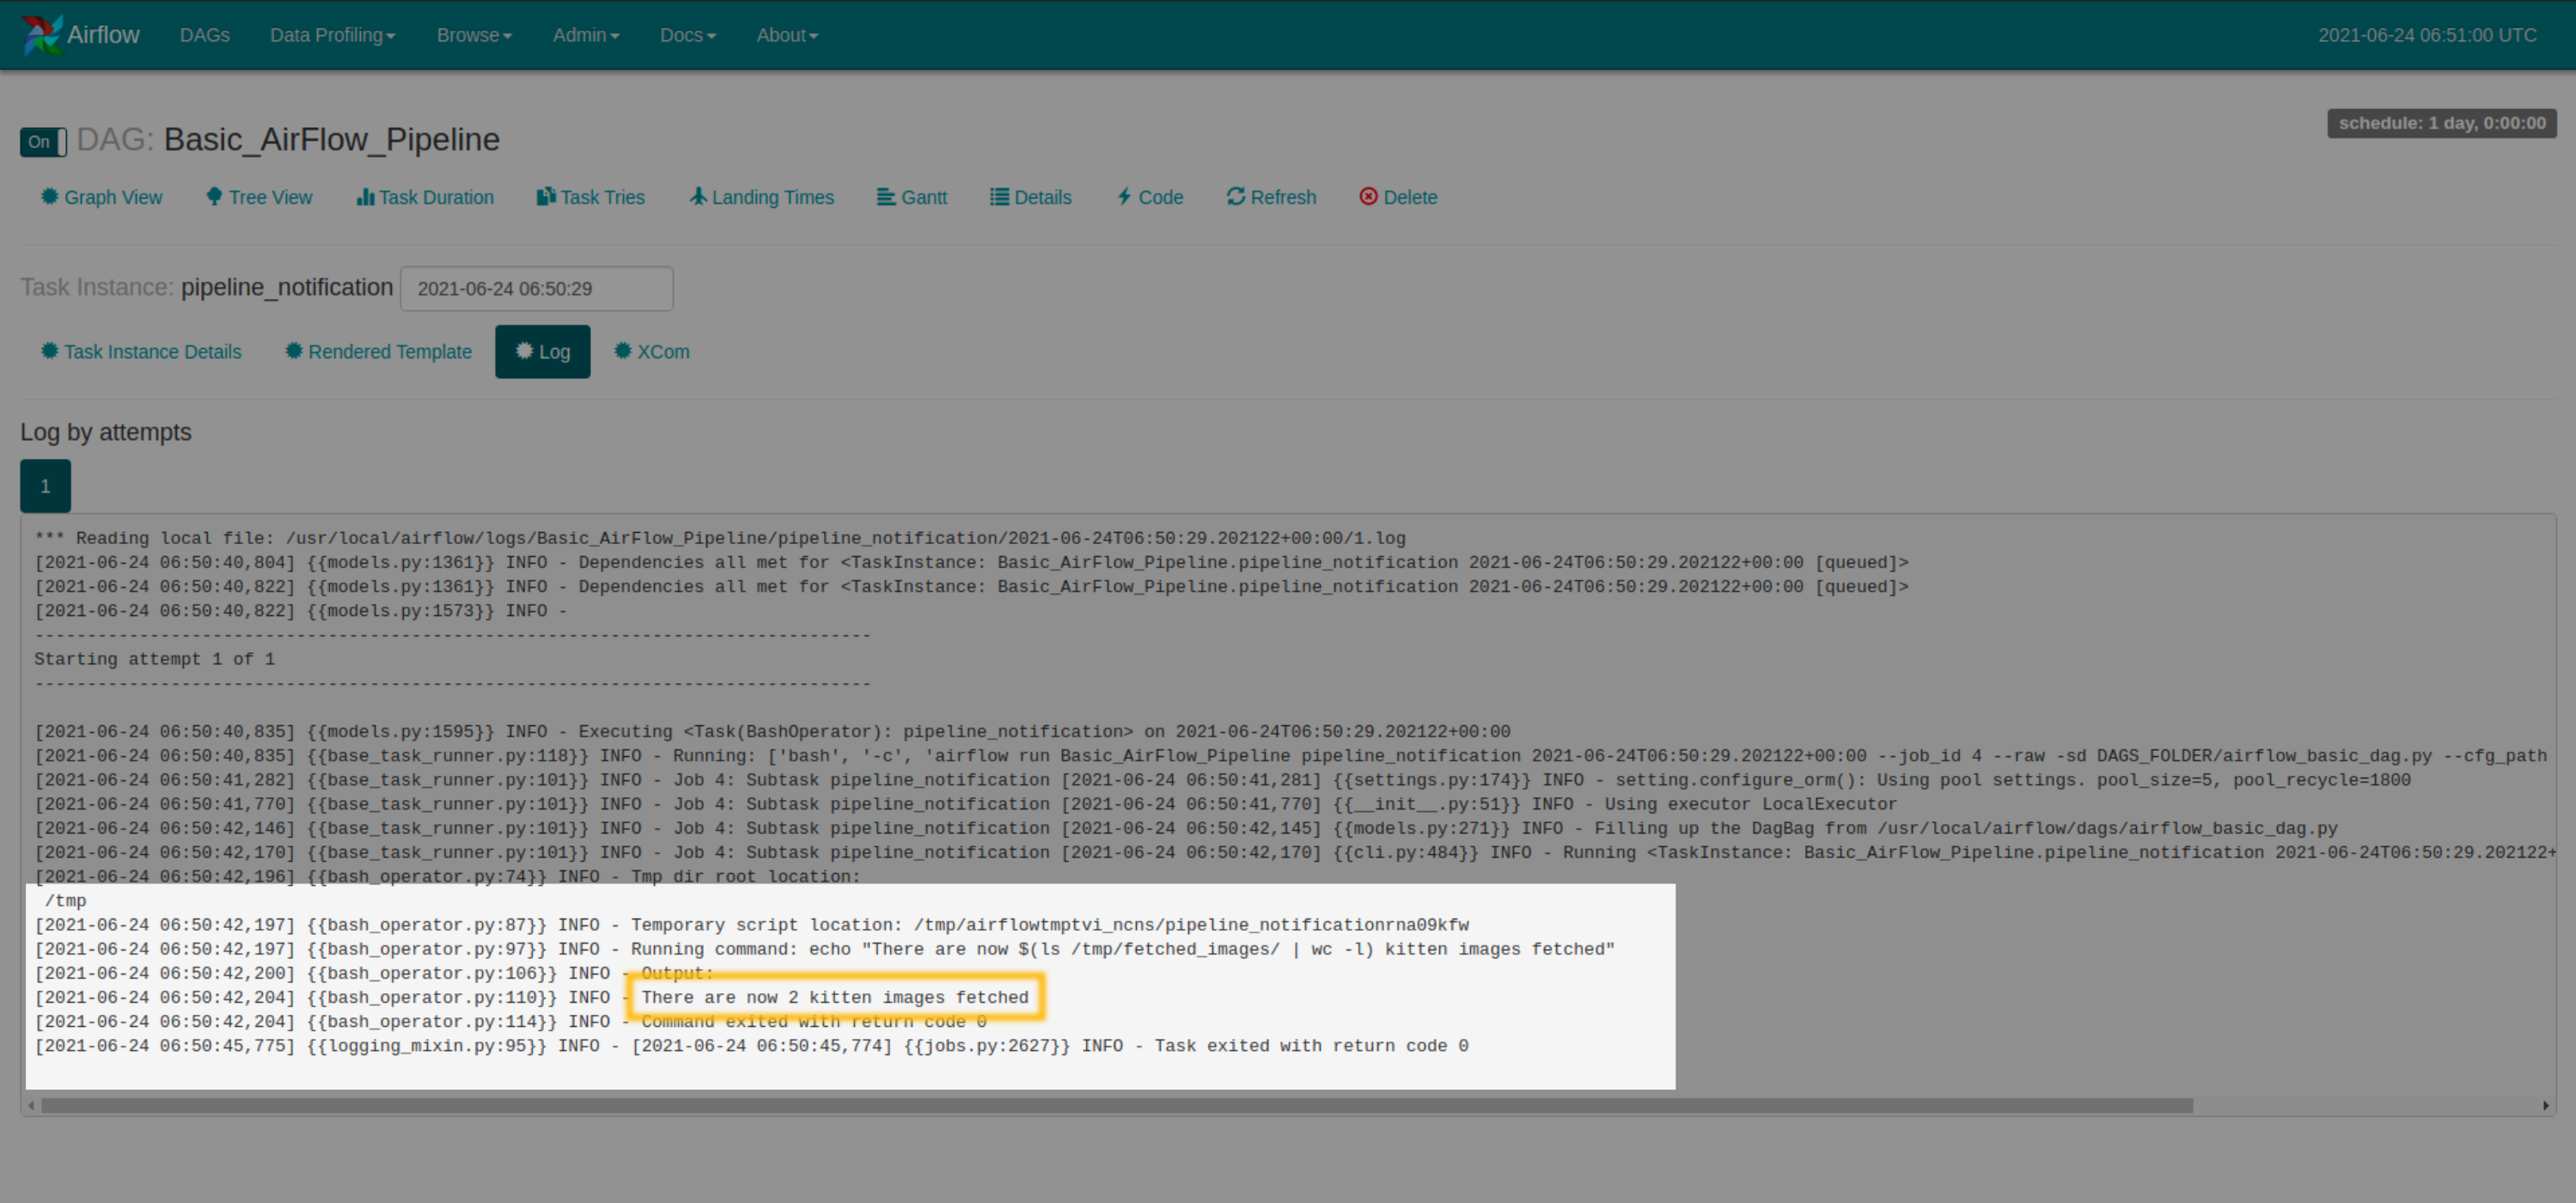 Airflow DAGs Data Profiling Browse Admin Docs About 2021-06-24 06:51:00 UTC
On DAG: Basic_AirFlow_Pipeline schedule: 1 day, 0:00:00
Graph View Tree View Task Duration Task Tries Landing Times Gantt Details Code Refresh Delete
Task Instance: pipeline_notification 2021-06-24 06:50:29
Task Instance Details Rendered Template Log XCom
Log by attempts
1
*** Reading local file: /usr/local/airflow/logs/Basic_AirFlow_Pipeline/pipeline_notification/2021-06-24T06:50:29.202122+00:00/1.log
[2021-06-24 06:50:40,804] {{models.py:1361}} INFO - Dependencies all met for <TaskInstance: Basic_AirFlow_Pipeline.pipeline_notification 2021-06-24T06:50:29.202122+00:00 [queued]>
[2021-06-24 06:50:40,822] {{models.py:1361}} INFO - Dependencies all met for <TaskInstance: Basic_AirFlow_Pipeline.pipeline_notification 2021-06-24T06:50:29.202122+00:00 [queued]>
[2021-06-24 06:50:40,822] {{models.py:1573}} INFO -
--------------------------------------------------------------------------------
Starting attempt 1 of 1
--------------------------------------------------------------------------------
[2021-06-24 06:50:40,835] {{models.py:1595}} INFO - Executing <Task(BashOperator): pipeline_notification> on 2021-06-24T06:50:29.202122+00:00
[2021-06-24 06:50:40,835] {{base_task_runner.py:118}} INFO - Running: ['bash', '-c', 'airflow run Basic_AirFlow_Pipeline pipeline_notification 2021-06-24T06:50:29.202122+00:00 --job_id 4 --raw -sd DAGS_FOLDER/airflow_basic_dag.py --cfg_path
[2021-06-24 06:50:41,282] {{base_task_runner.py:101}} INFO - Job 4: Subtask pipeline_notification [2021-06-24 06:50:41,281] {{settings.py:174}} INFO - setting.configure_orm(): Using pool settings. pool_size=5, pool_recycle=1800
[2021-06-24 06:50:41,770] {{base_task_runner.py:101}} INFO - Job 4: Subtask pipeline_notification [2021-06-24 06:50:41,770] {{__init__.py:51}} INFO - Using executor LocalExecutor
[2021-06-24 06:50:42,146] {{base_task_runner.py:101}} INFO - Job 4: Subtask pipeline_notification [2021-06-24 06:50:42,145] {{models.py:271}} INFO - Filling up the DagBag from /usr/local/airflow/dags/airflow_basic_dag.py
[2021-06-24 06:50:42,170] {{base_task_runner.py:101}} INFO - Job 4: Subtask pipeline_notification [2021-06-24 06:50:42,170] {{cli.py:484}} INFO - Running <TaskInstance: Basic_AirFlow_Pipeline.pipeline_notification 2021-06-24T06:50:29.202122+
[2021-06-24 06:50:42,196] {{bash_operator.py:74}} INFO - Tmp dir root location:
/tmp
[2021-06-24 06:50:42,197] {{bash_operator.py:87}} INFO - Temporary script location: /tmp/airflowtmptvi_ncns/pipeline_notificationrna09kfw
[2021-06-24 06:50:42,197] {{bash_operator.py:97}} INFO - Running command: echo "There are now $(ls /tmp/fetched_images/ | wc -l) kitten images fetched"
[2021-06-24 06:50:42,200] {{bash_operator.py:106}} INFO - Output:
[2021-06-24 06:50:42,204] {{bash_operator.py:110}} INFO - There are now 2 kitten images fetched
[2021-06-24 06:50:42,204] {{bash_operator.py:114}} INFO - Command exited with return code 0
[2021-06-24 06:50:45,775] {{logging_mixin.py:95}} INFO - [2021-06-24 06:50:45,774] {{jobs.py:2627}} INFO - Task exited with return code 0